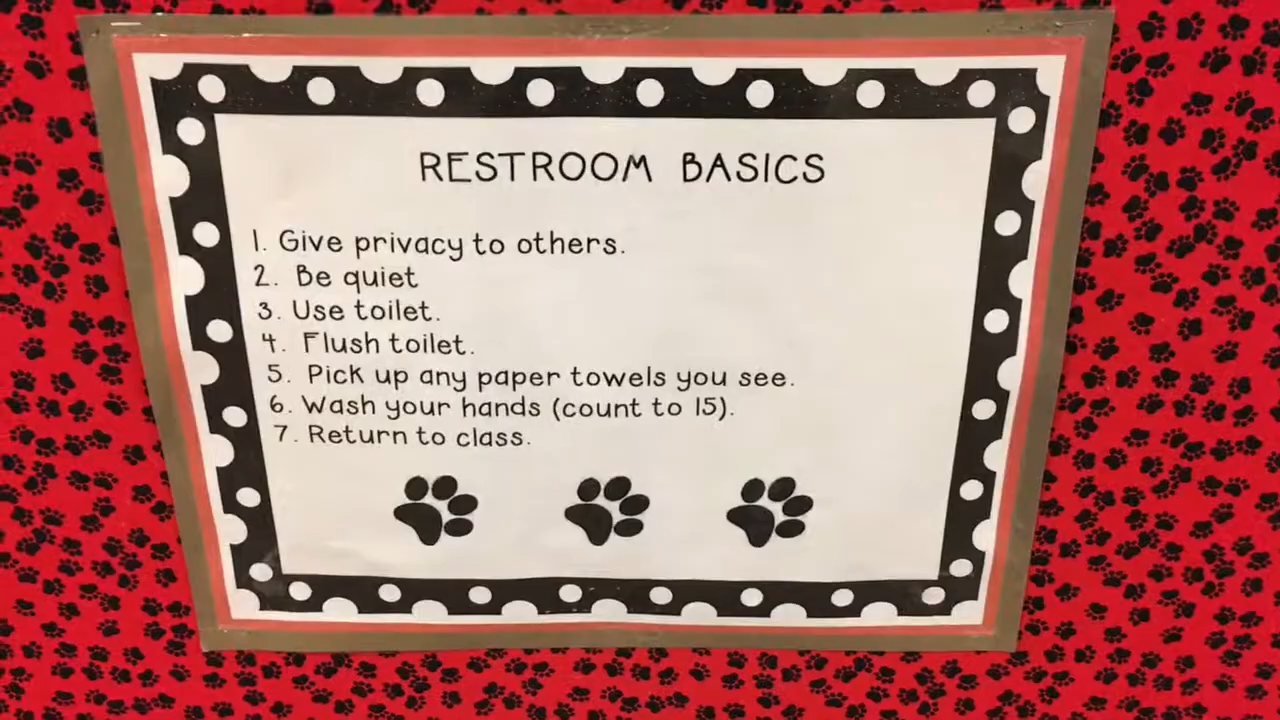 RESTROOM BASICS
1. Give privacy to others.
2. Be quiet
3. Use toilet.
4. Flush toilet.
5. Pick up any paper towels you see.
6. Wash your hands (count to 15).
7. Return to class.